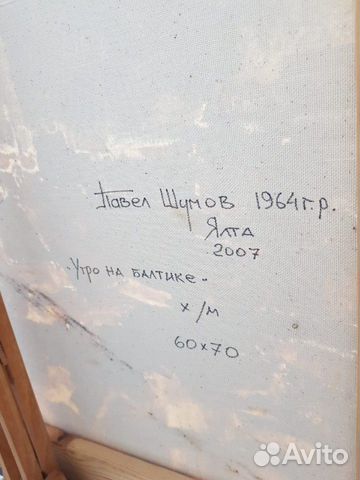 Павел Шумов 1964г.р.
Ялта
2007
-Утро на Балтике-
х/м
60х70
Avito